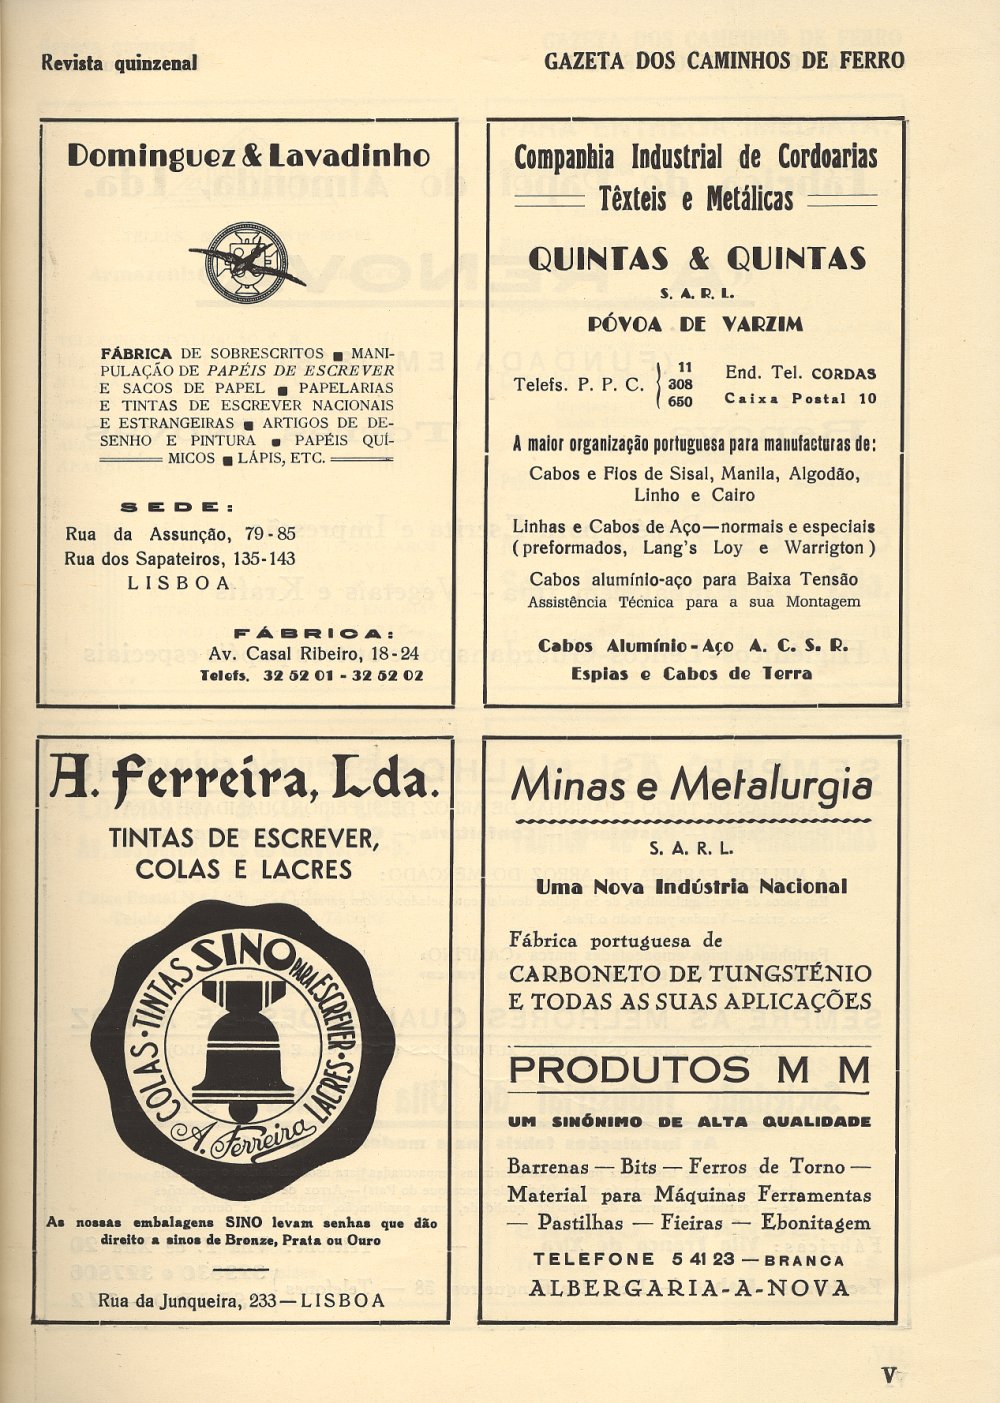 Revista quinzenal
GAZETA DOS CAMINHOS DE FERRO
Dominguez & Lavadinho
FÁBRICA DE SOBRESCRITOS ■ MANI-
PULAÇÃO DE PAPÉIS DE ESCREVER
E SACOS DE PAPEL ■ PAPELARIAS
E TINTAS DE ESCREVER NACIONAIS
E ESTRANGEIRAS ■ ARTIGOS DE DE-
SENHO E PINTURA ■ PAPÉIS QUÍ-
MICOS ■ LÁPIS, ETC.
SEDE:
Rua da Assunção, 79-85
Rua dos Sapateiros, 135-143
LISBOA
FÁBRICA:
Av. Casal Ribeiro, 18-24
Telefs. 32 52 01 - 32 52 02
Companhia Industrial de Cordoarias
Têxteis e Metálicas
QUINTAS & QUINTAS
S. A. R. L.
PÓVOA DE VARZIM
Telefs. P. P. C. { 11
308
650
End. Tel. CORDAS
Caixa Postal 10
A maior organização portuguesa para manufacturas de:
Cabos e Fios de Sisal, Manila, Algodão,
Linho e Cairo
Linhas e Cabos de Aço—normais e especiais
(preformados, Lang's Loy e Warrigton)
Cabos alumínio-aço para Baixa Tensão
Assistência Técnica para a sua Montagem
Cabos Alumínio-Aço A. C. S. R.
Espias e Cabos de Terra
A. Ferreira, Lda.
TINTAS DE ESCREVER,
COLAS E LACRES
COLAS · TINTAS SINO PARA ESCREVER · LACRES ·
A. Ferreira
As nossas embalagens SINO levam senhas que dão
direito a sinos de Bronze, Prata ou Ouro
Rua da Junqueira, 233—LISBOA
Minas e Metalurgia
S. A. R. L.
Uma Nova Indústria Nacional
Fábrica portuguesa de
CARBONETO DE TUNGSTÉNIO
E TODAS AS SUAS APLICAÇÕES
PRODUTOS M M
UM SINÓNIMO DE ALTA QUALIDADE
Barrenas — Bits — Ferros de Torno —
Material para Máquinas Ferramentas
— Pastilhas — Fieiras — Ebonitagem
TELEFONE 5 41 23 — BRANCA
ALBERGARIA-A-NOVA
V